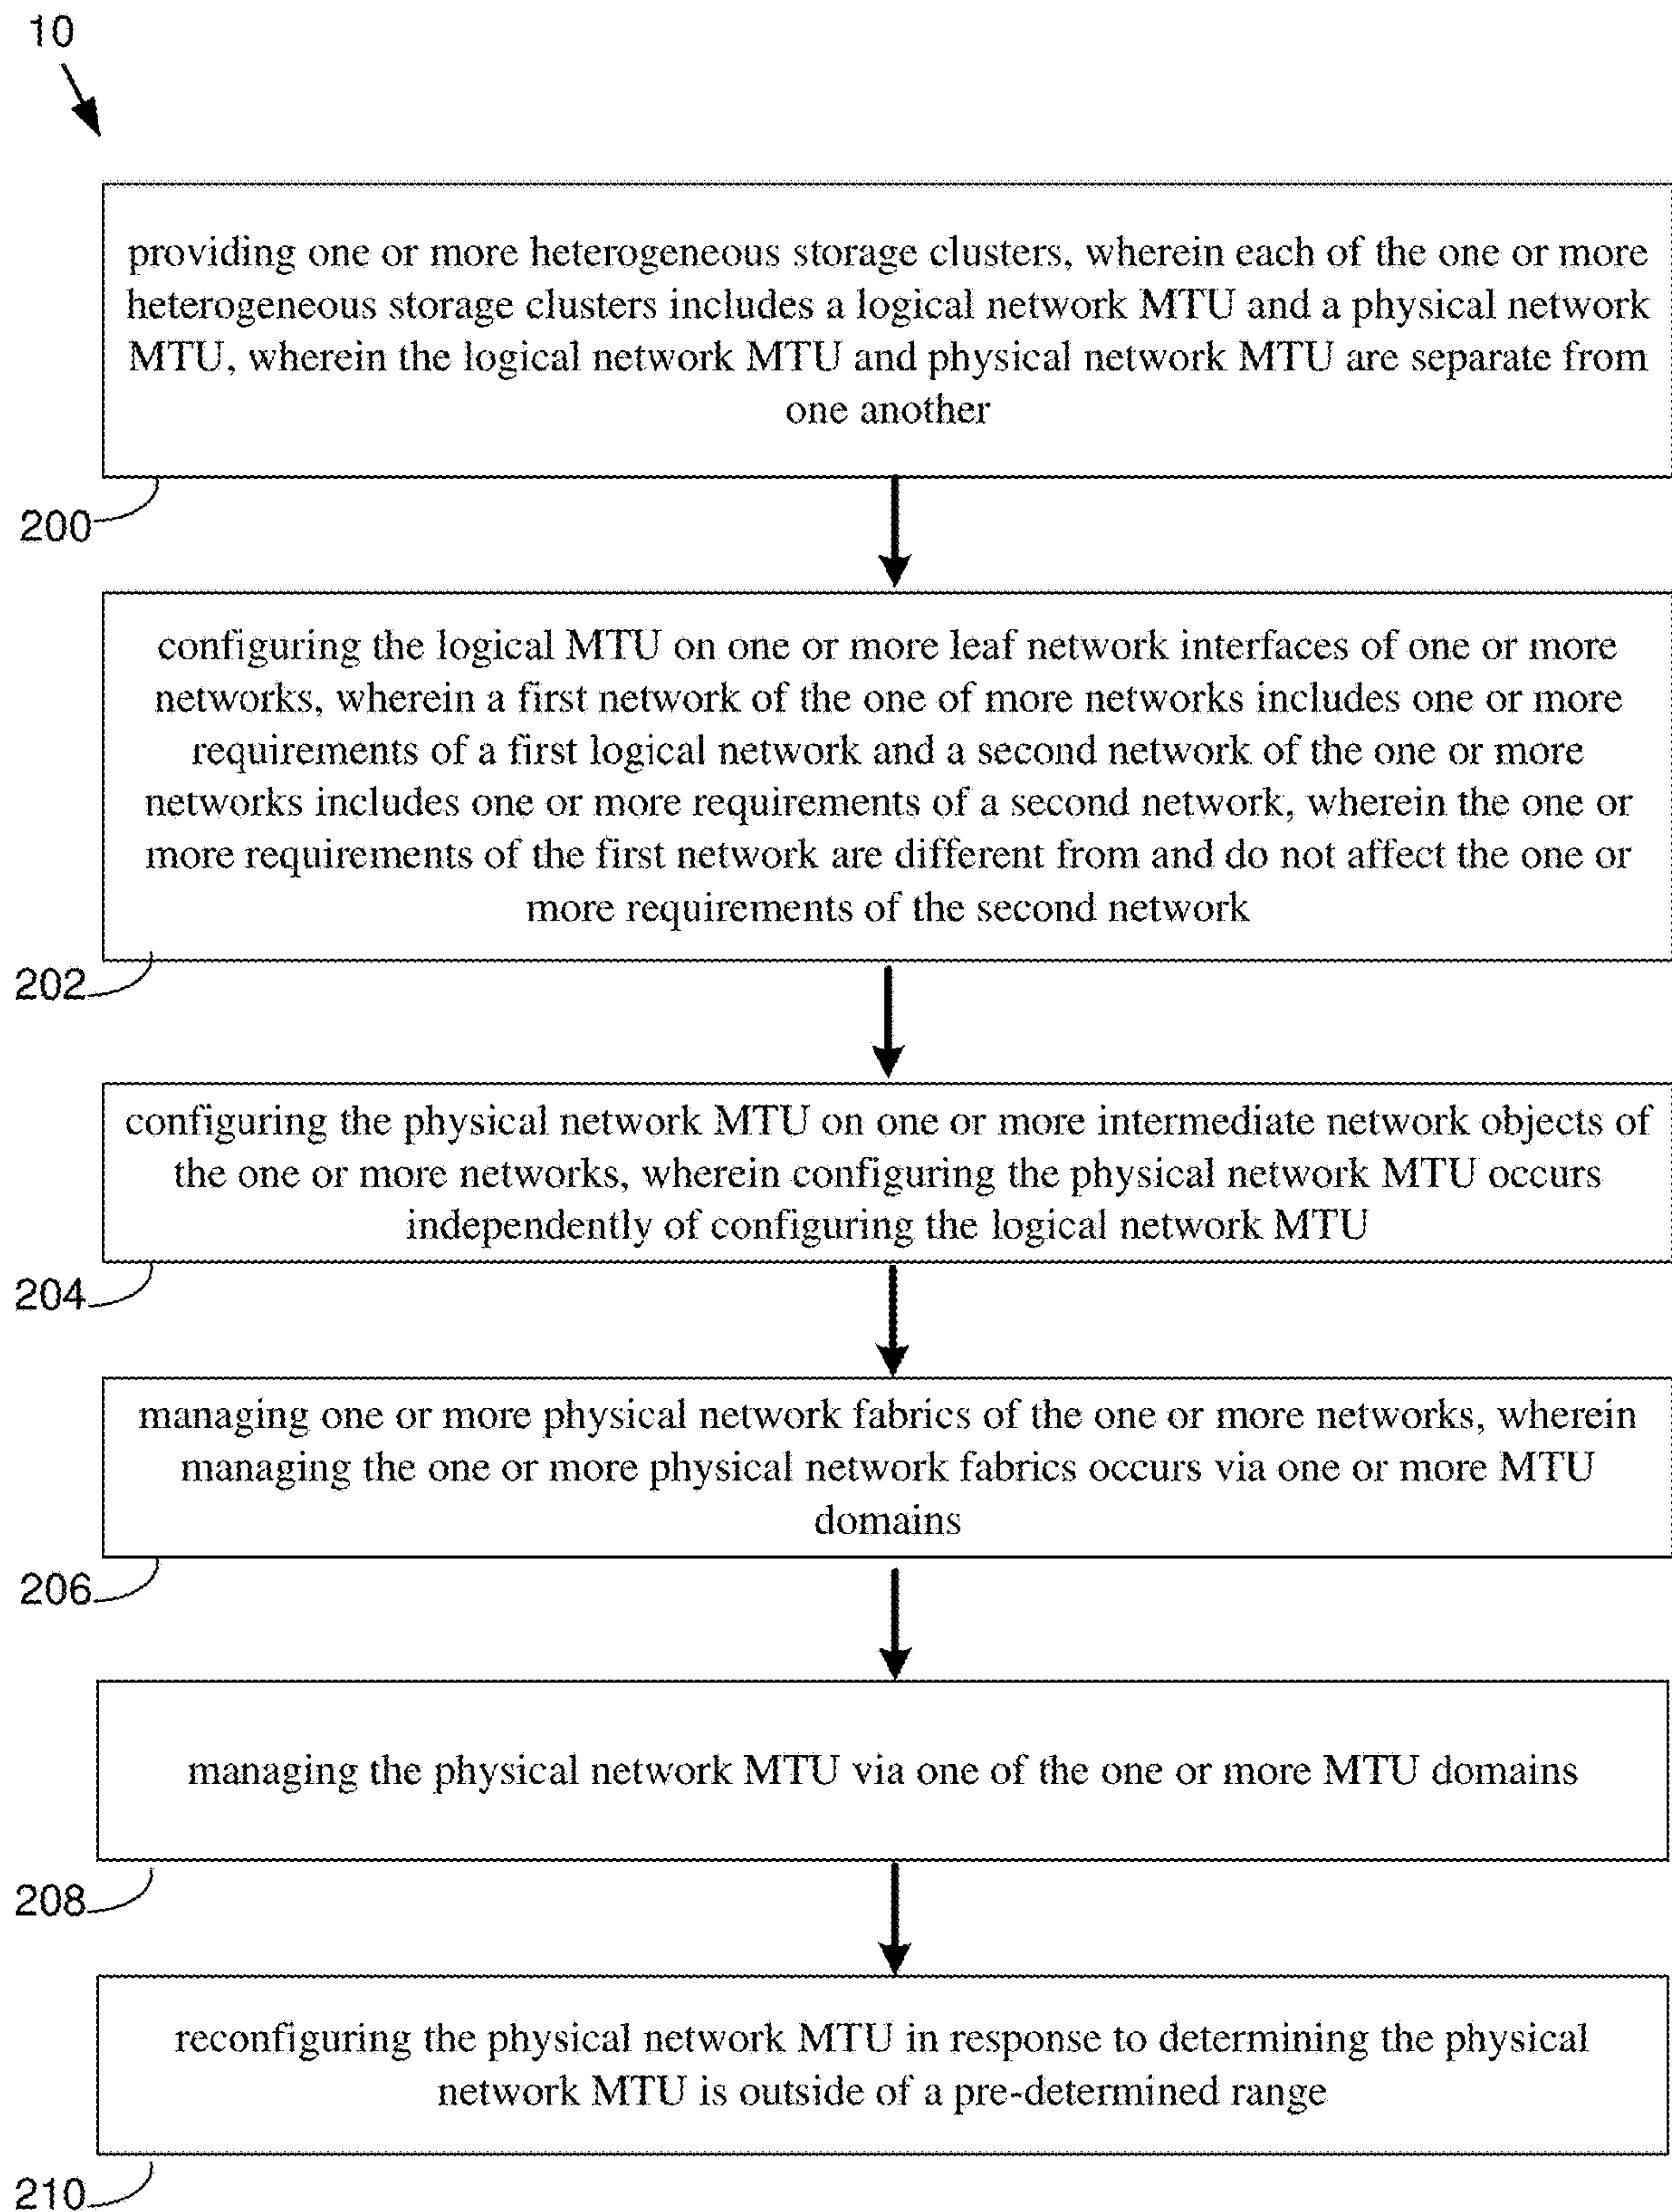 10
providing one or more heterogeneous storage clusters, wherein each of the one or more
heterogeneous storage clusters includes a logical network MTU and a physical network
MTU, wherein the logical network MTU and physical network MTU are separate from
one another
200
configuring the logical MTU on one or more leaf network interfaces of one or more
networks, wherein a first network of the one of more networks includes one or more
requirements of a first logical network and a second network of the one or more
networks includes one or more requirements of a second network, wherein the one or
more requirements of the first network are different from and do not affect the one or
more requirements of the second network
202
configuring the physical network MTU on one or more intermediate network objects of
the one or more networks, wherein configuring the physical network MTU occurs
independently of configuring the logical network MTU
204
managing one or more physical network fabrics of the one or more networks, wherein
managing the one or more physical network fabrics occurs via one or more MTU
domains
206
managing the physical network MTU via one of the one or more MTU domains
208
reconfiguring the physical network MTU in response to determining the physical
network MTU is outside of a pre-determined range
210